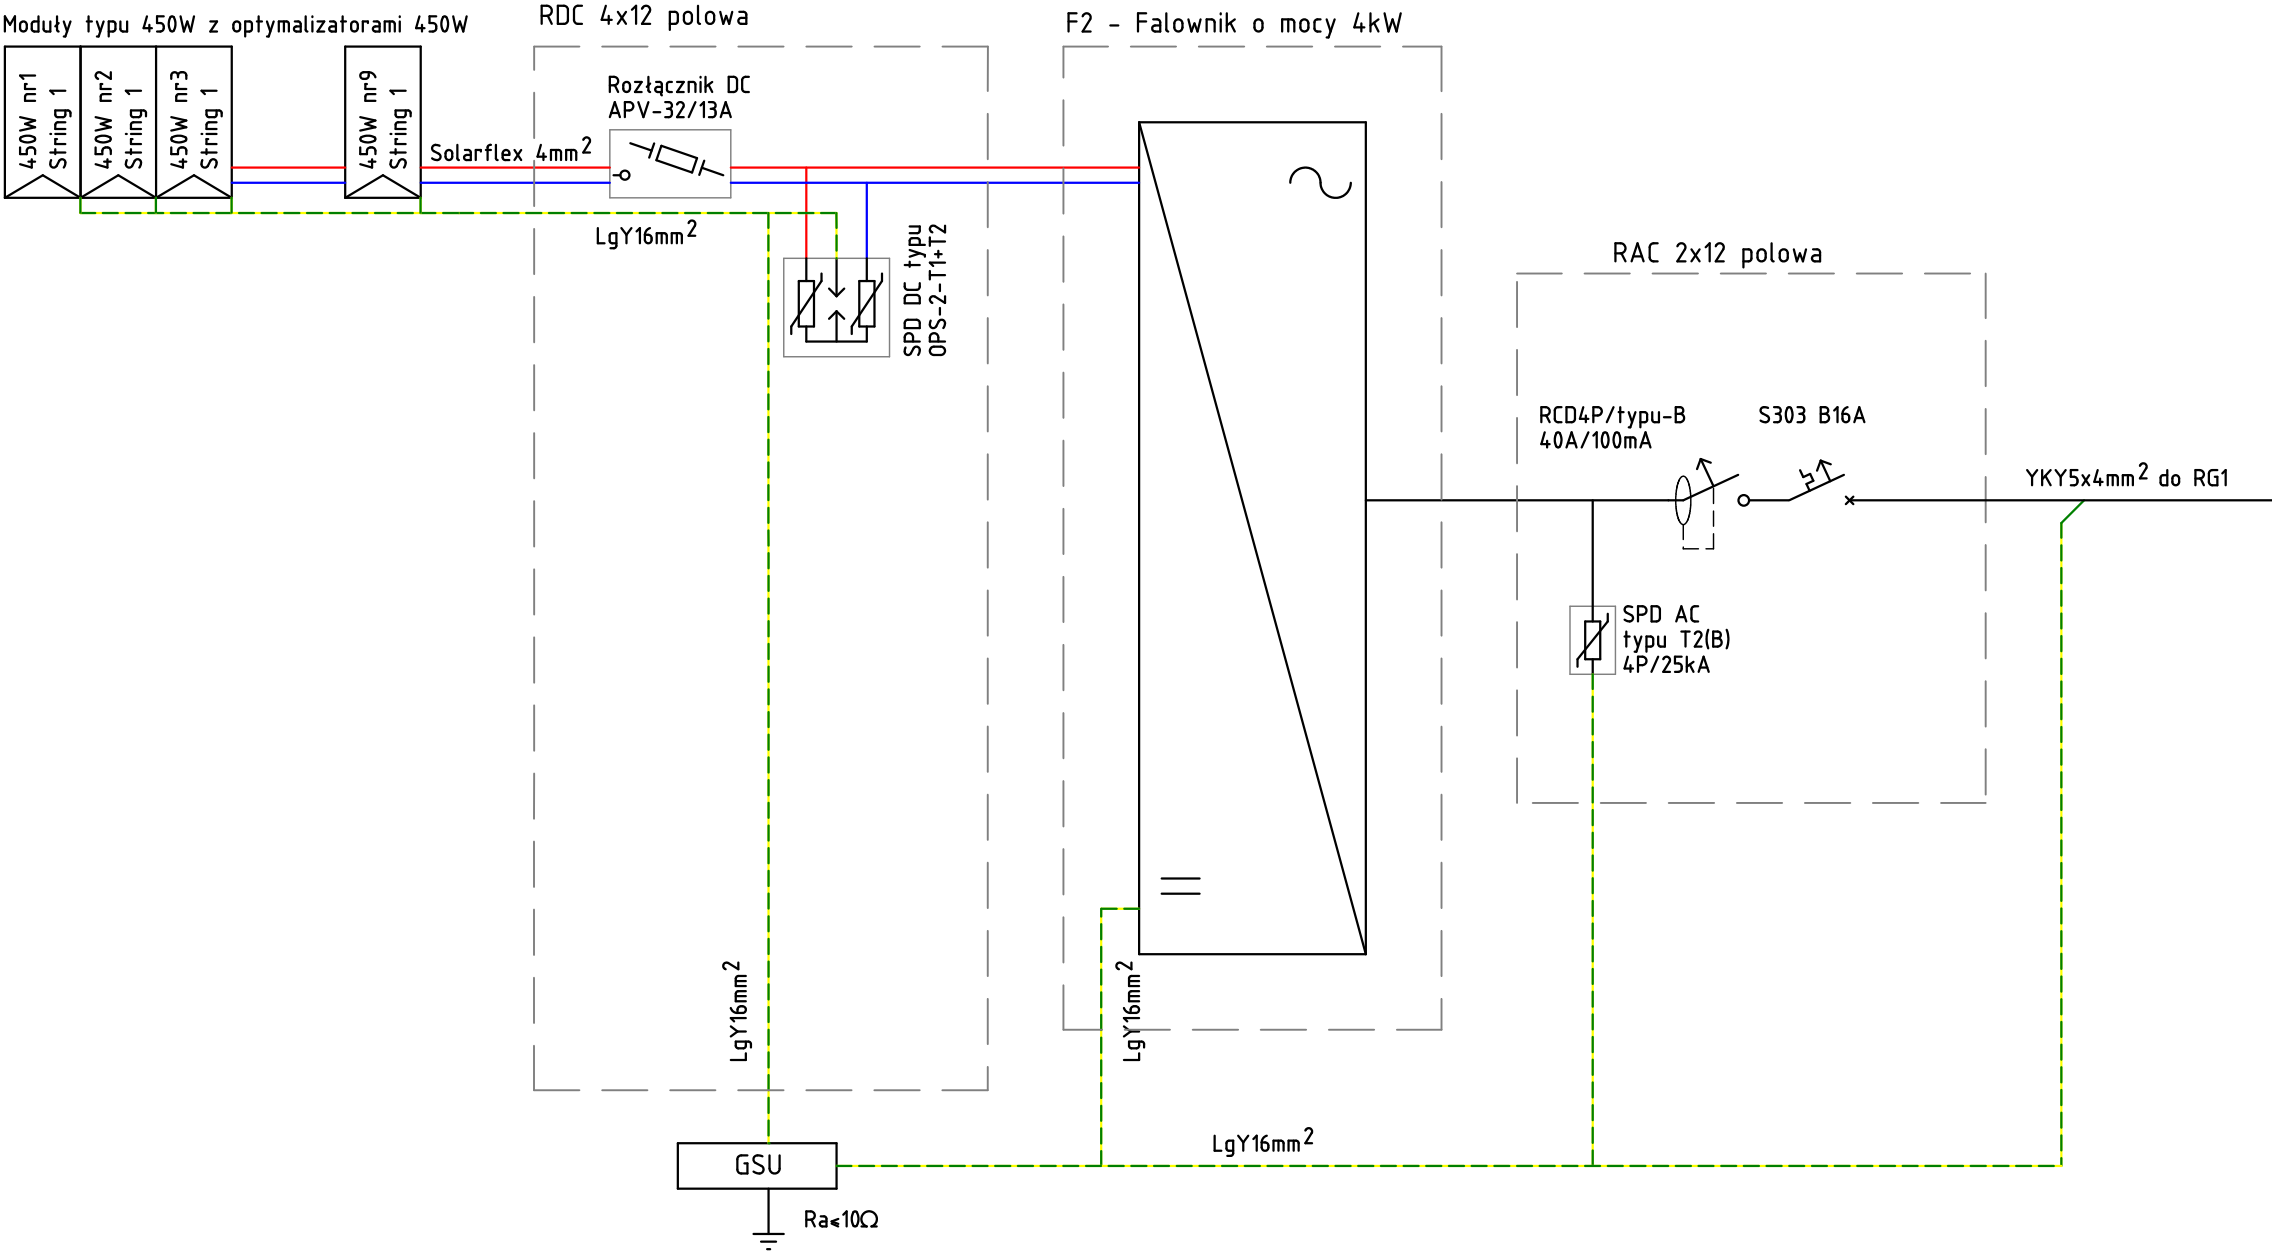 Moduły typu 450W z optymalizatorami 450W
RDC 4x12 polowa
F2 - Falownik o mocy 4kW
450W nr1
String 1
450W nr2
String 1
450W nr3
String 1
450W nr9
String 1
Solarflex 4mm²
Rozłącznik DC
APV-32/13A
LgY16mm²
SPD DC typu
OPS-2-T1+T2
RAC 2x12 polowa
RCD4P/typu-B
40A/100mA
S303 B16A
YKY5x4mm² do RG1
SPD AC
typu T2(B)
4P/25kA
LgY16mm²
LgY16mm²
LgY16mm²
GSU
Ra≤10Ω